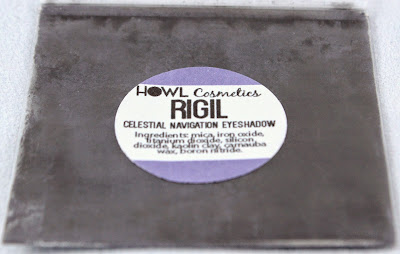 HOWL Cosmetics
RIGIL
CELESTIAL NAVIGATION EYESHADOW
Ingredients: mica, iron oxide,
titanium dioxide, silicon
dioxide, kaolin clay, carnauba
wax, boron nitride.